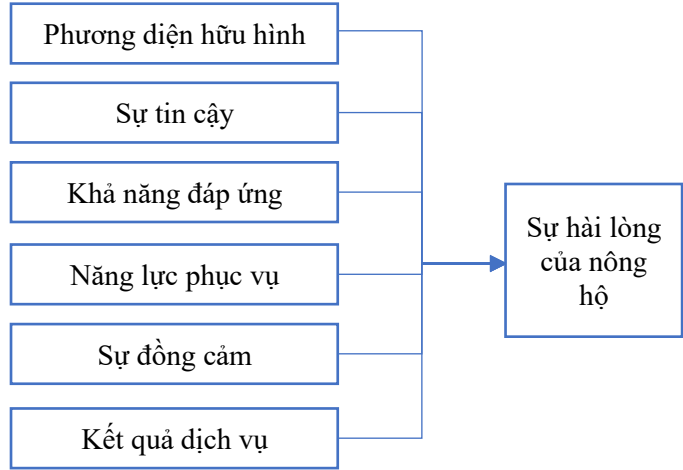 Phương diện hữu hình
Sự tin cậy
Khả năng đáp ứng
Năng lực phục vụ
Sự đồng cảm
Kết quả dịch vụ
Sự hài lòng
của nông
hộ